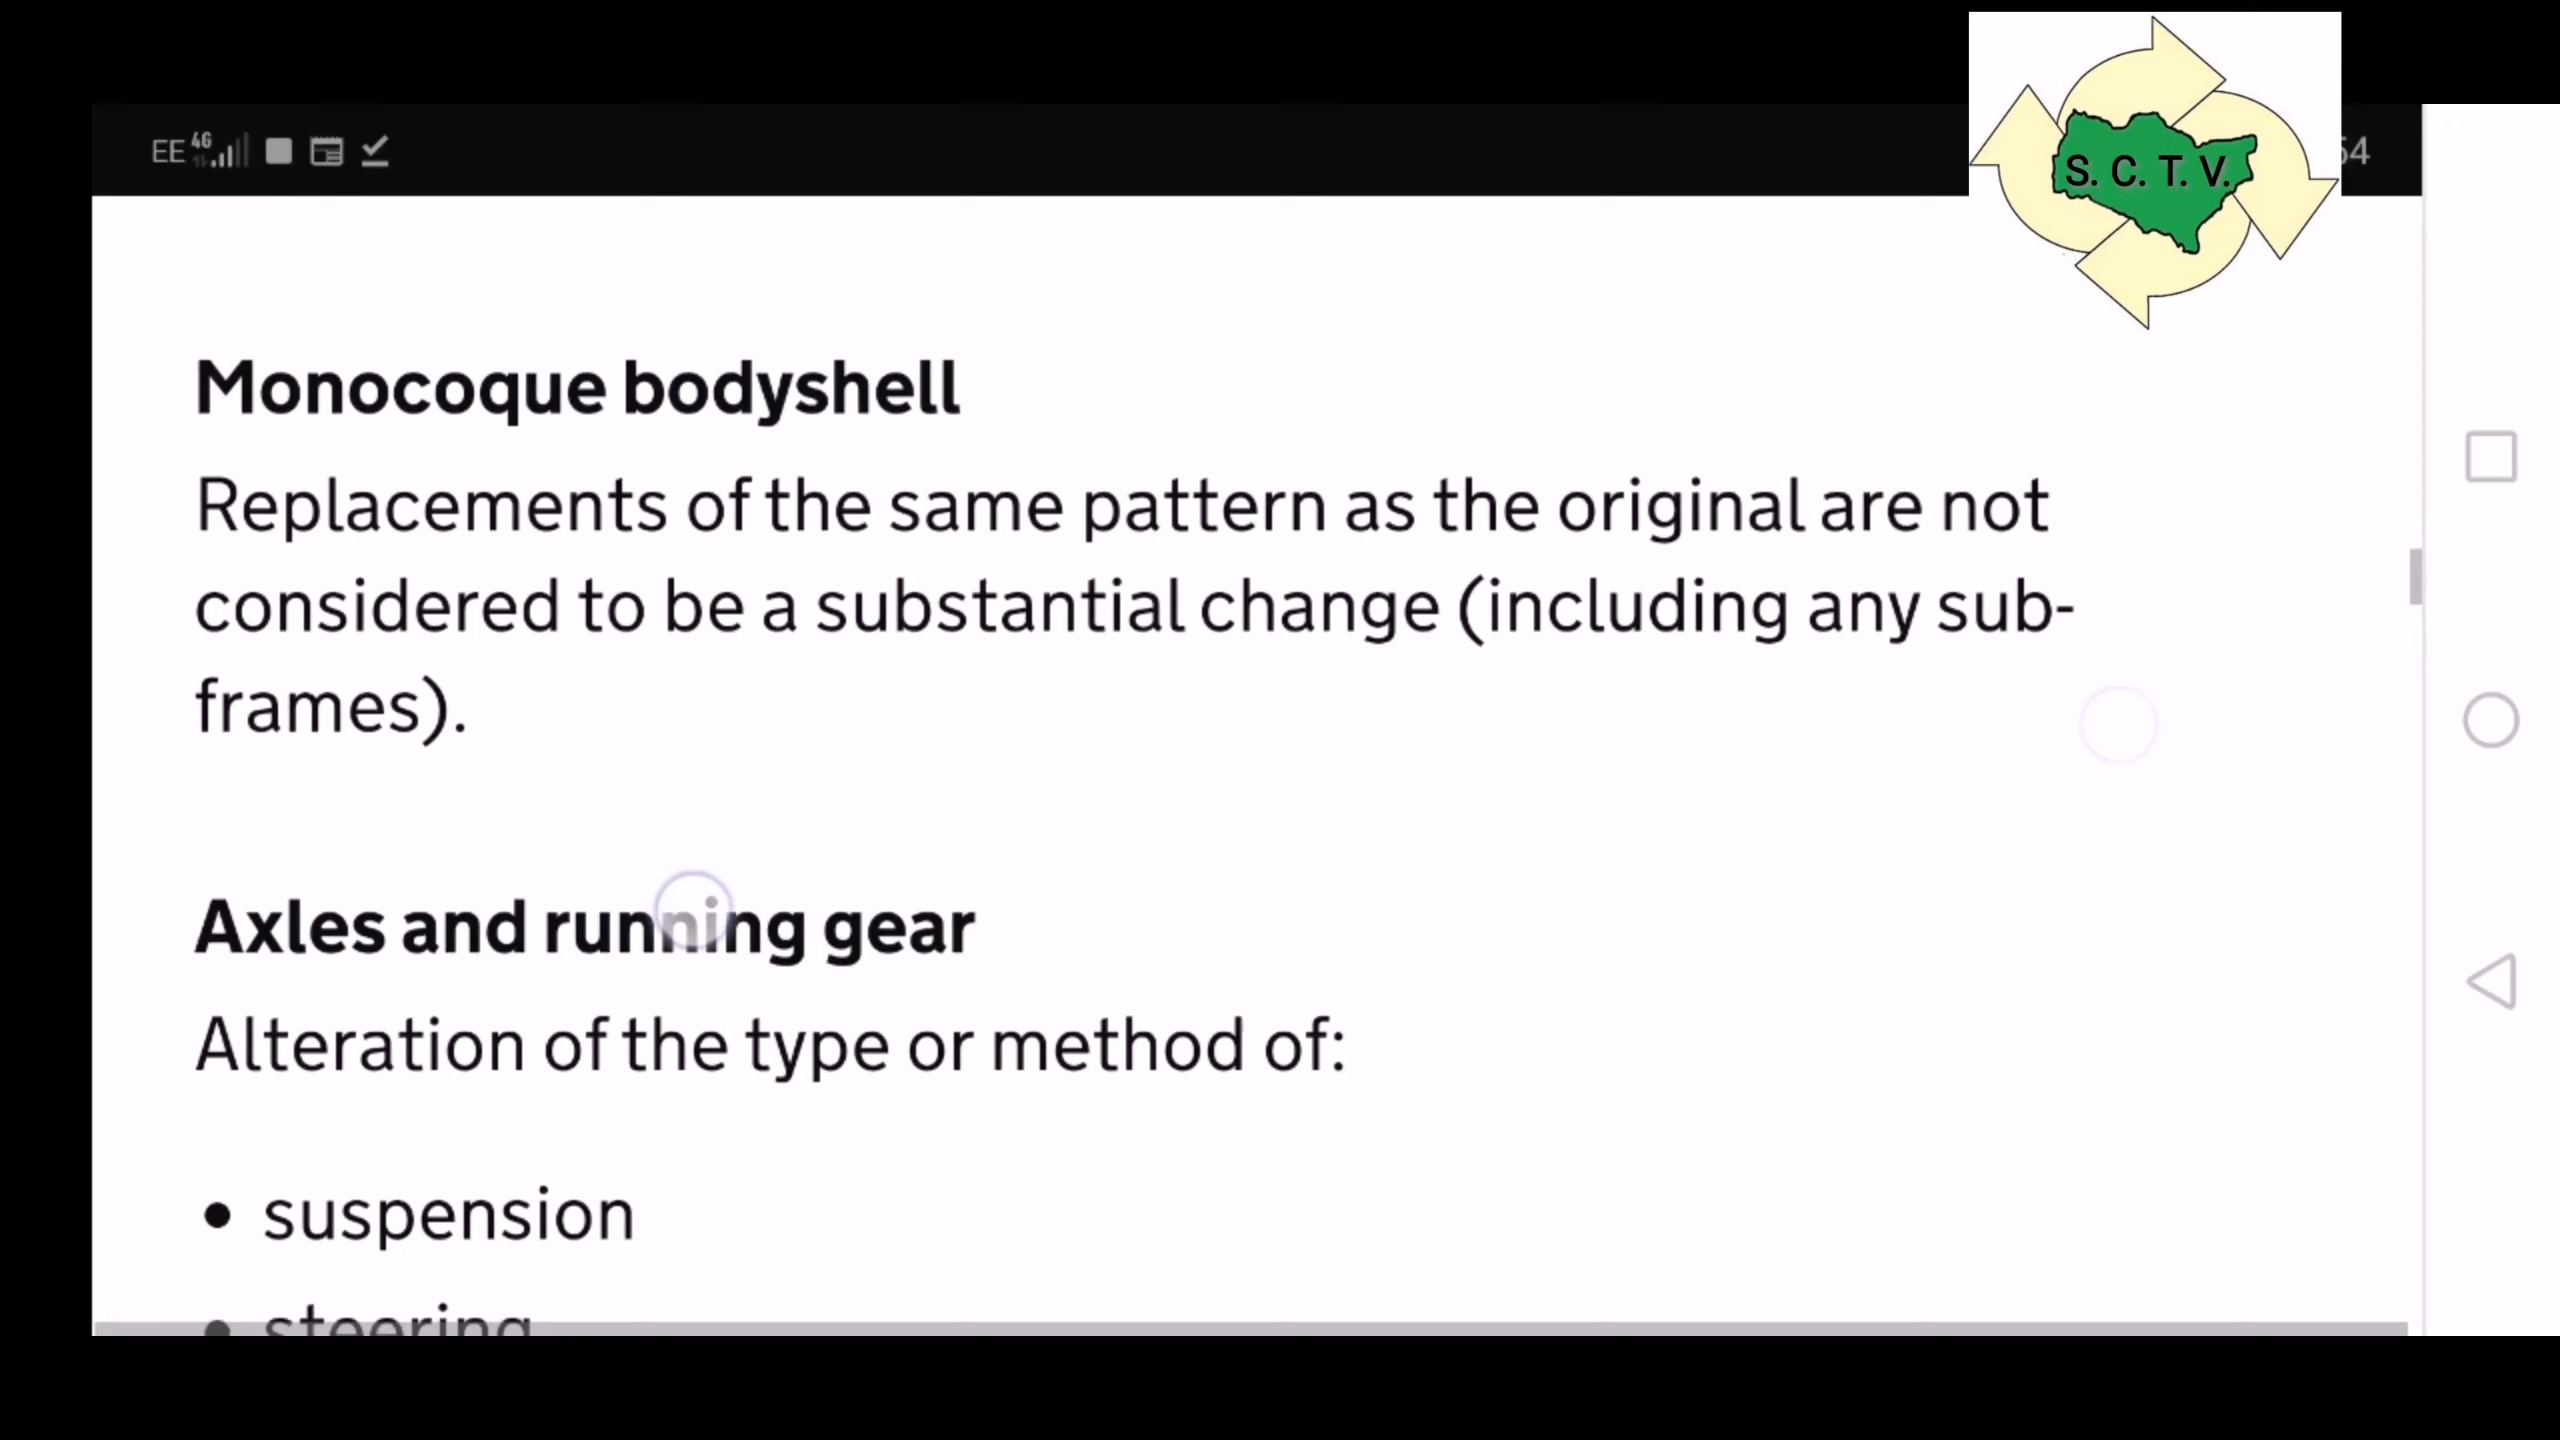 EE 4G
54
S. C. T. V.
Monocoque bodyshell
Replacements of the same pattern as the original are not
considered to be a substantial change (including any sub-
frames).
Axles and running gear
Alteration of the type or method of:
• suspension
• steering